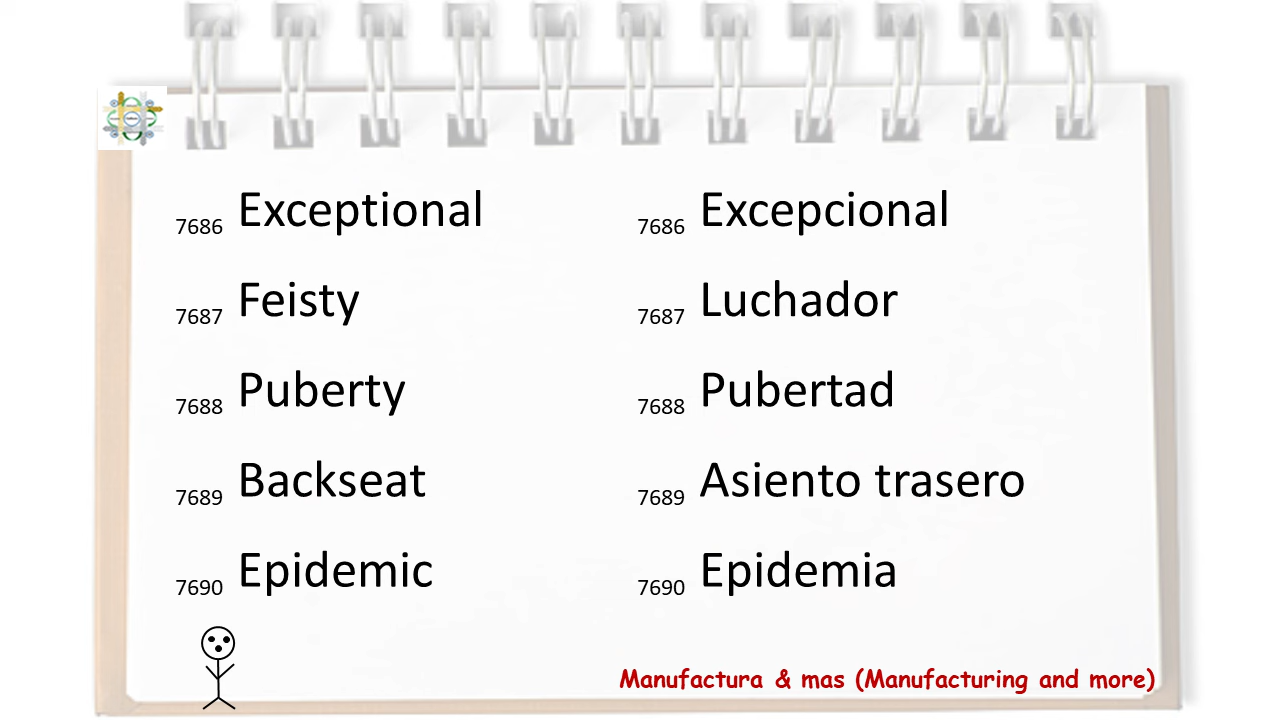 7686 Exceptional 7686 Excepcional
7687 Feisty 7687 Luchador
7688 Puberty 7688 Pubertad
7689 Backseat 7689 Asiento trasero
7690 Epidemic 7690 Epidemia
Manufactura & mas (Manufacturing and more)